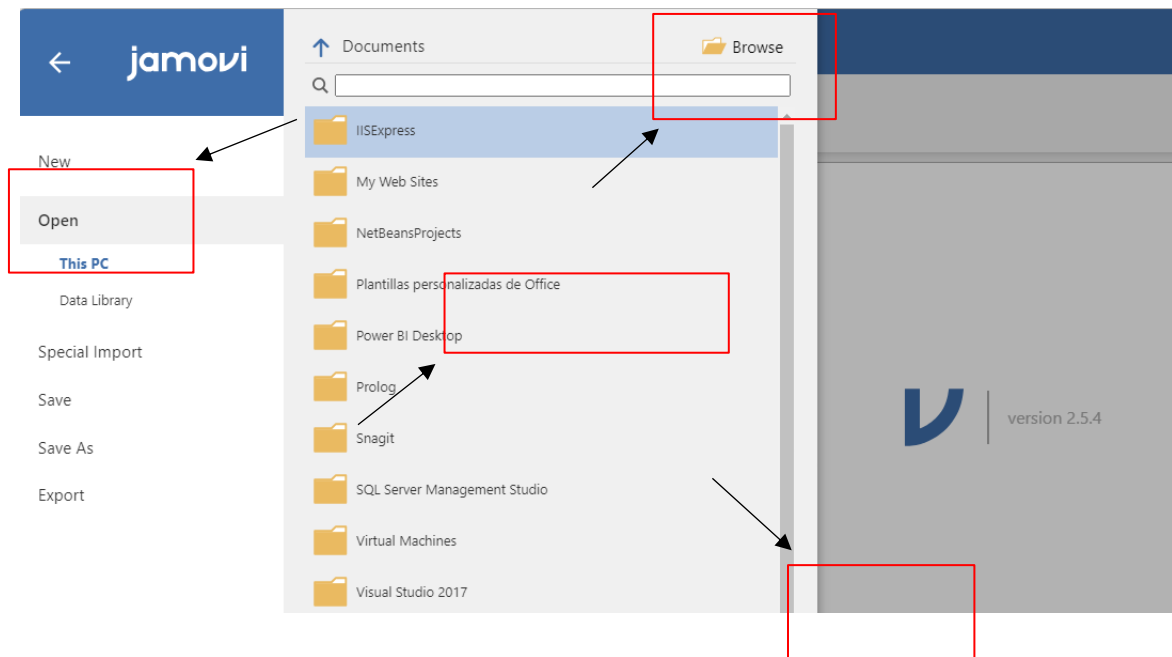 jamovi
New
Open
This PC
Data Library
Special Import
Save
Save As
Export
Documents
Browse
IISExpress
My Web Sites
NetBeansProjects
Plantillas personalizadas de Office
Power BI Desktop
Prolog
Snagit
SQL Server Management Studio
Virtual Machines
Visual Studio 2017
version 2.5.4